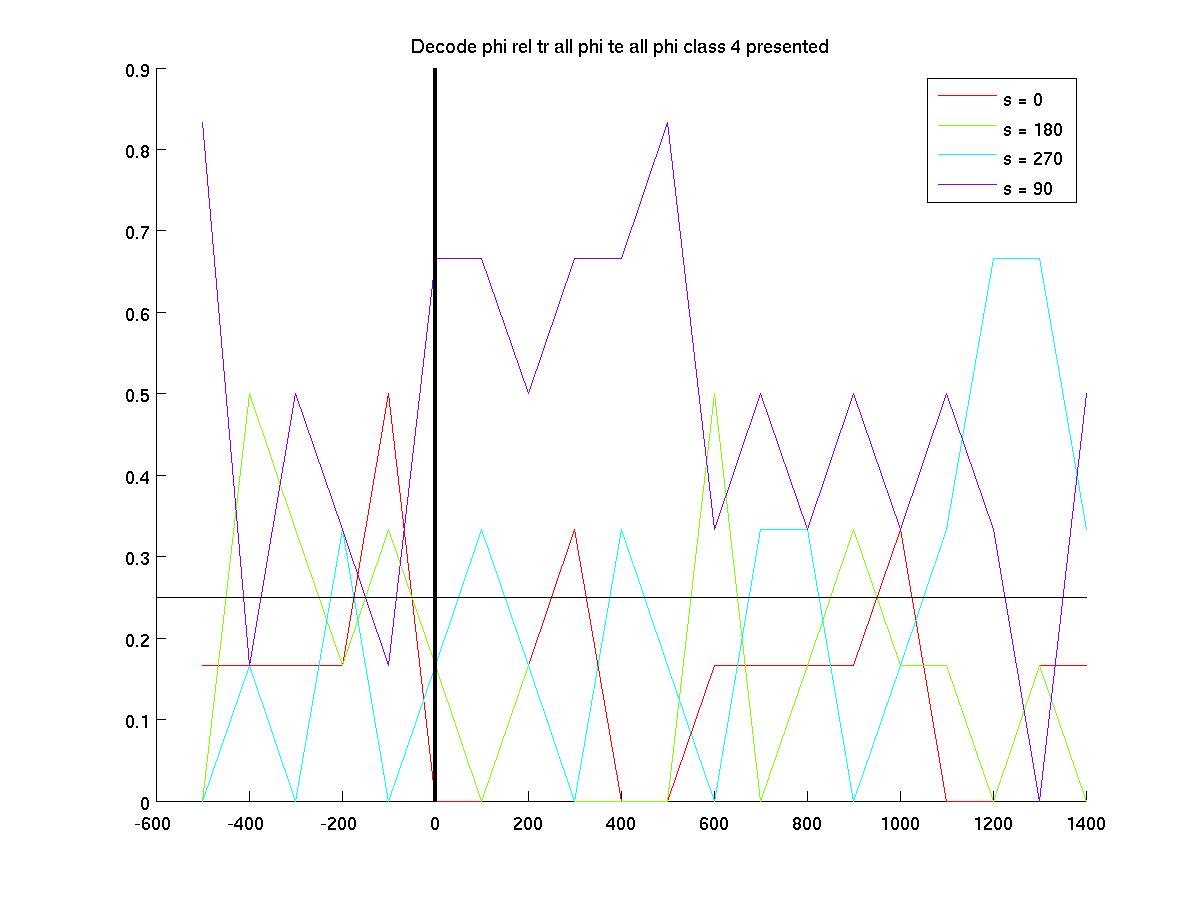 Decode phi rel tr all phi te all phi class 4 presented
0.9
0.8
0.7
0.6
0.5
0.4
0.3
0.2
0.1
0
-600 -400 -200 0 200 400 600 800 1000 1200 1400
s = 0
s = 180
s = 270
s = 90